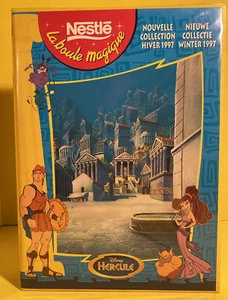 Nestlé
la boule magique
NOUVELLE
COLLECTION
HIVER 1997
NIEUWE
COLLECTIE
WINTER 1997
Disney
HERCULE